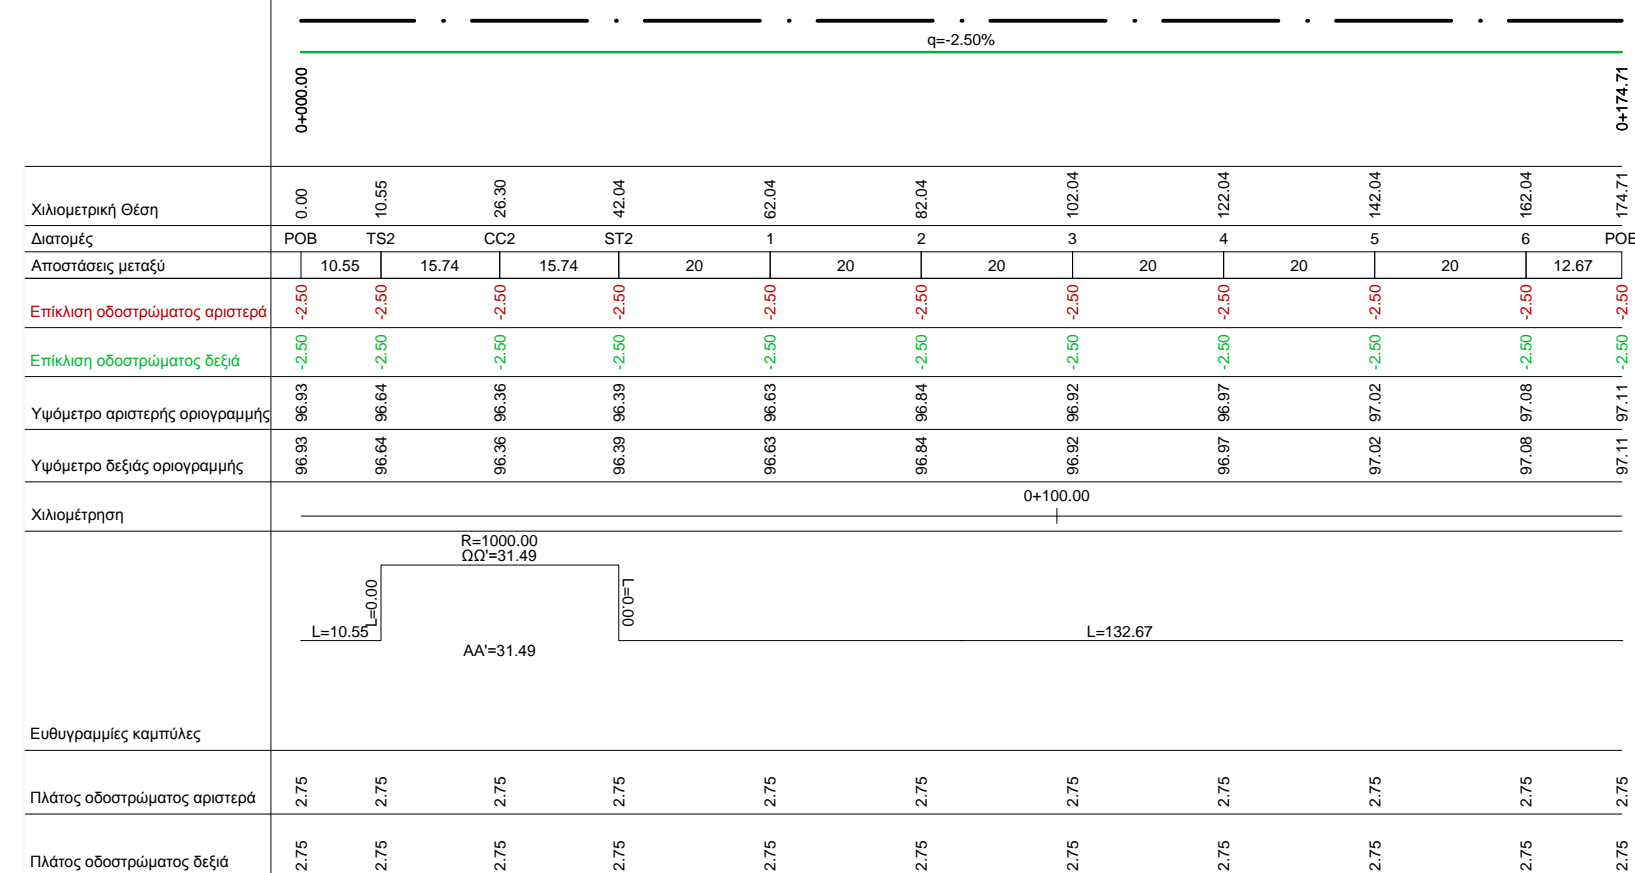 q=-2.50%
0+000.00 0+174.71
Χιλιομετρική Θέση 0.00 10.55 26.30 42.04 62.04 82.04 102.04 122.04 142.04 162.04 174.71
Διατομές POB TS2 CC2 ST2 1 2 3 4 5 6 POE
Αποστάσεις μεταξύ 10.55 15.74 15.74 20 20 20 20 20 20 12.67
Επίκλιση οδοστρώματος αριστερά -2.50 -2.50 -2.50 -2.50 -2.50 -2.50 -2.50 -2.50 -2.50 -2.50 -2.50
Επίκλιση οδοστρώματος δεξιά -2.50 -2.50 -2.50 -2.50 -2.50 -2.50 -2.50 -2.50 -2.50 -2.50 -2.50
Υψόμετρο αριστερής οριογραμμής 96.93 96.64 96.36 96.39 96.63 96.84 96.92 96.97 97.02 97.08 97.11
Υψόμετρο δεξιάς οριογραμμής 96.93 96.64 96.36 96.39 96.63 96.84 96.92 96.97 97.02 97.08 97.11
Χιλιομέτρηση 0+100.00
R=1000.00
ΩΩ'=31.49
L=0.00 L=0.00
L=10.55 L=132.67
ΑΑ'=31.49
Ευθυγραμμίες καμπύλες
Πλάτος οδοστρώματος αριστερά 2.75 2.75 2.75 2.75 2.75 2.75 2.75 2.75 2.75 2.75 2.75
Πλάτος οδοστρώματος δεξιά 2.75 2.75 2.75 2.75 2.75 2.75 2.75 2.75 2.75 2.75 2.75